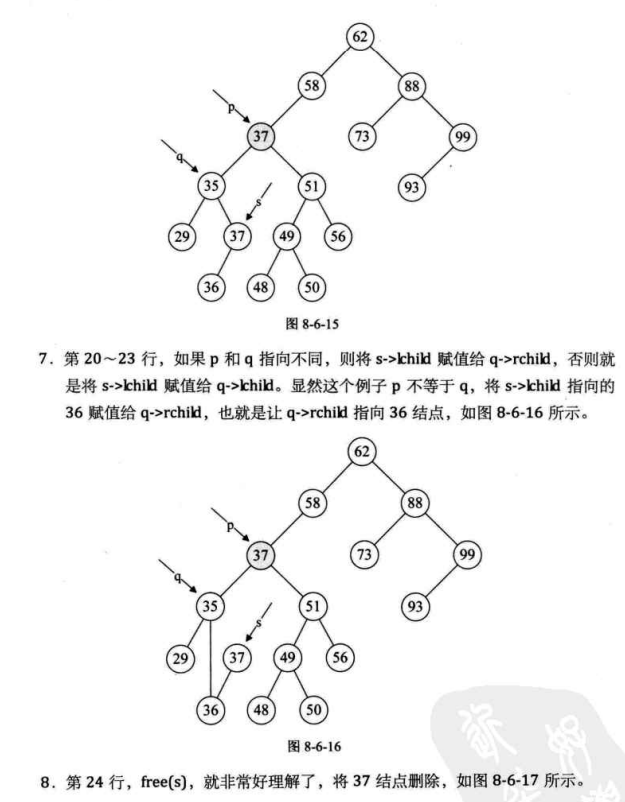 62
58
88
p
37
73
99
q
35
s
51
93
29
37
49
56
36
48
50
图 8-6-15
7. 第 20～23 行，如果 p 和 q 指向不同，则将 s->lchild 赋值给 q->rchild，否则就
是将 s->lchild 赋值给 q->lchild。显然这个例子 p 不等于 q，将 s->lchild 指向的
36 赋值给 q->rchild，也就是让 q->rchild 指向 36 结点，如图 8-6-16 所示。
62
58
88
p
37
73
99
q
35
s
51
93
29
37
49
56
36
48
50
图 8-6-16
8. 第 24 行，free(s)，就非常好理解了，将 37 结点删除，如图 8-6-17 所示。